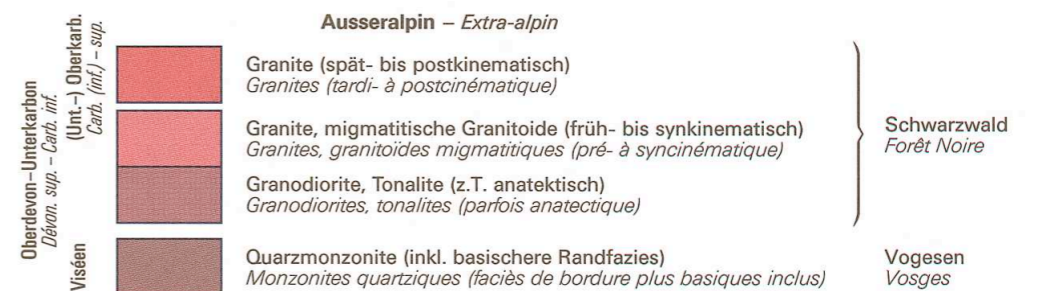 Ausseralpin – Extra-alpin
Oberdevon–Unterkarbon
Dévon. sup. – Carb. inf.
(Unt.–) Oberkarb.
Carb. (inf.) – sup.
Granite (spät- bis postkinematisch)
Granites (tardi- à postcinématique)
Granite, migmatitische Granitoide (früh- bis synkinematisch)
Granites, granitoïdes migmatitiques (pré- à syncinématique)
Granodiorite, Tonalite (z.T. anatektisch)
Granodiorites, tonalites (parfois anatectique)
Schwarzwald
Forêt Noire
Viséen
Quarzmonzonite (inkl. basischere Randfazies)
Monzonites quartziques (faciès de bordure plus basiques inclus)
Vogesen
Vosges